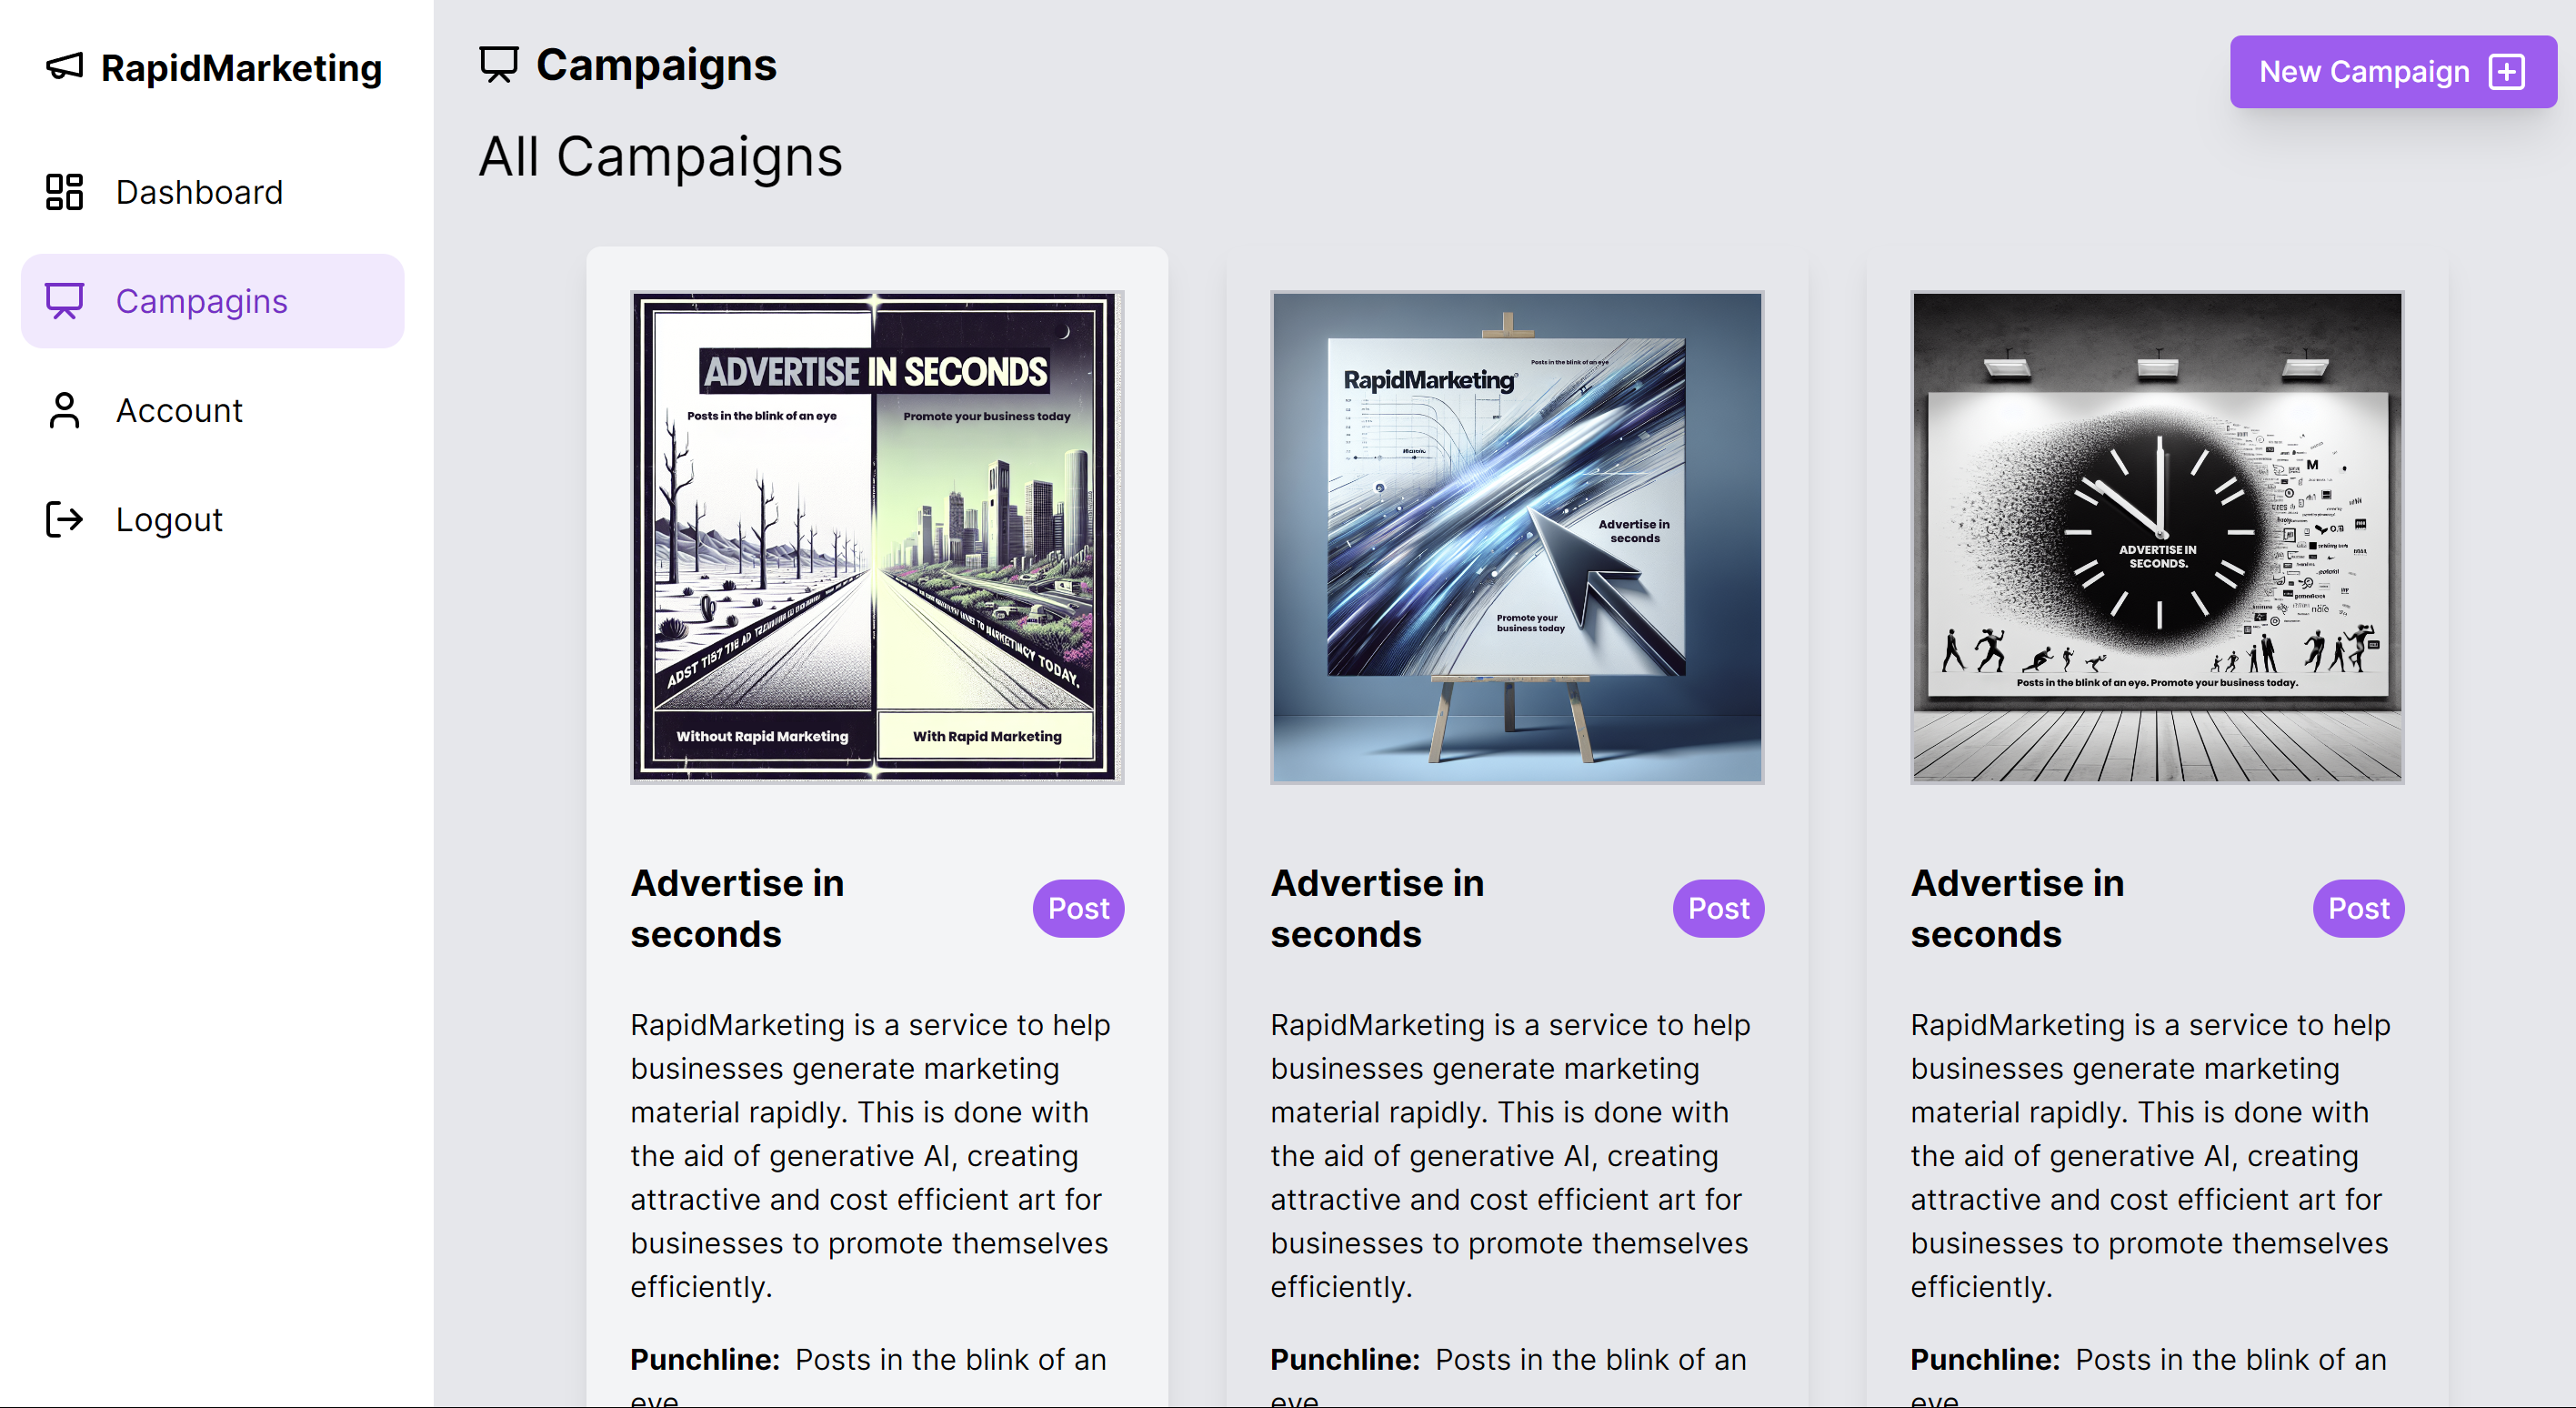 RapidMarketing
Dashboard
Campagins
Account
Logout
Campaigns
New Campaign
All Campaigns
ADVERTISE IN SECONDS
Posts in the blink of an eye
Promote your business today
ADST TIST TIE AD
TODAY.
Without Rapid Marketing
With Rapid Marketing
Advertise in
seconds
Post
RapidMarketing is a service to help
businesses generate marketing
material rapidly. This is done with
the aid of generative AI, creating
attractive and cost efficient art for
businesses to promote themselves
efficiently.
Punchline: Posts in the blink of an
eye
Posts in the blink of an eye
RapidMarketing
Advertise in
seconds
Promote your
business today
Advertise in
seconds
Post
RapidMarketing is a service to help
businesses generate marketing
material rapidly. This is done with
the aid of generative AI, creating
attractive and cost efficient art for
businesses to promote themselves
efficiently.
Punchline: Posts in the blink of an
eye
ADVERTISE IN
SECONDS.
Posts in the blink of an eye. Promote your business today.
Advertise in
seconds
Post
RapidMarketing is a service to help
businesses generate marketing
material rapidly. This is done with
the aid of generative AI, creating
attractive and cost efficient art for
businesses to promote themselves
efficiently.
Punchline: Posts in the blink of an
eye